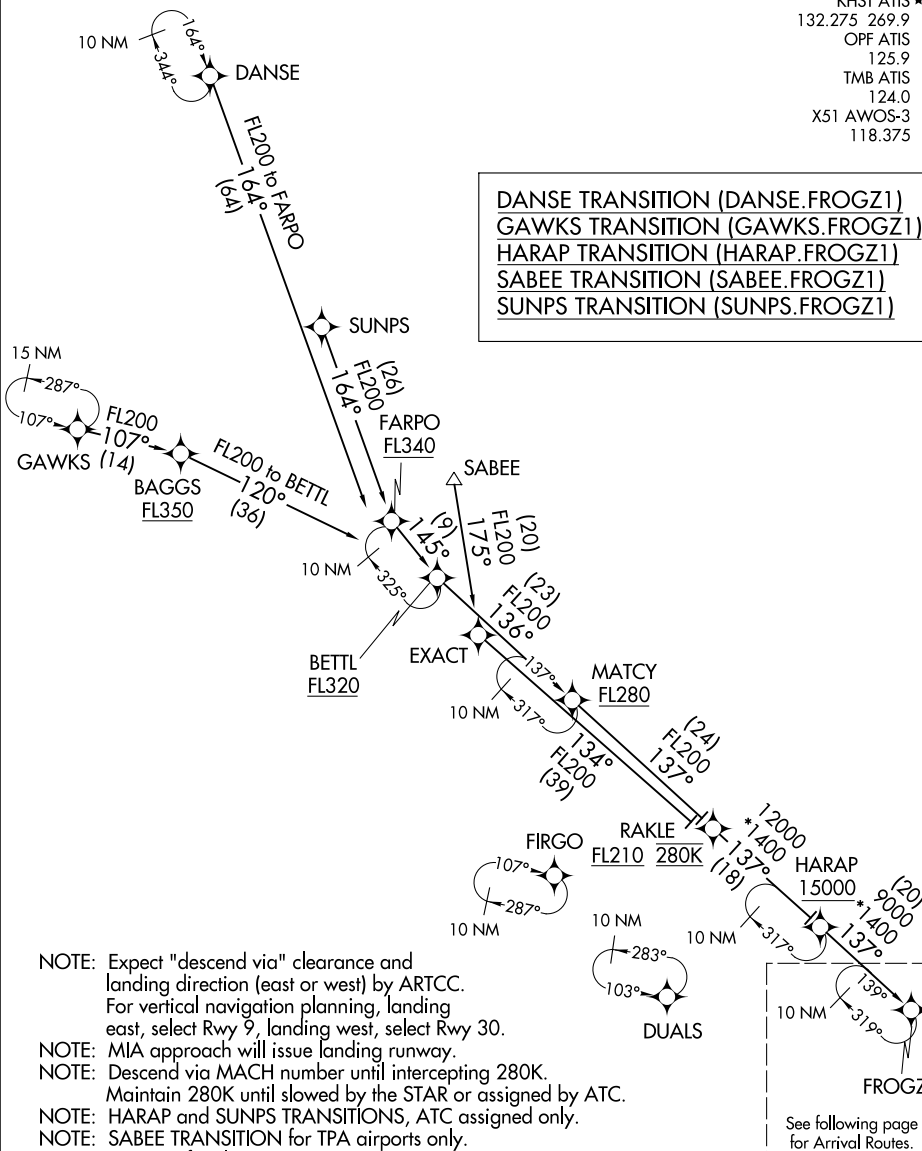 KHST ATIS★
132.275 269.9
OPF ATIS
125.9
TMB ATIS
124.0
X51 AWOS-3
118.375
10 NM
164°
344°
DANSE
FL200 to FARPO
164°
(64)
DANSE TRANSITION (DANSE.FROGZ1)
GAWKS TRANSITION (GAWKS.FROGZ1)
HARAP TRANSITION (HARAP.FROGZ1)
SABEE TRANSITION (SABEE.FROGZ1)
SUNPS TRANSITION (SUNPS.FROGZ1)
SUNPS
(26)
FL200
164°
15 NM
287°
107°
GAWKS
FL200
107°
(14)
BAGGS
FL350
FL200 to BETTL
120°
(36)
FARPO
FL340
SABEE
(20)
FL200
175°
(9)
145°
10 NM
325°
BETTL
FL320
EXACT
(23)
FL200
136°
137°
10 NM
317°
MATCY
FL280
134°
FL200
(39)
(24)
FL200
137°
RAKLE
FL210 280K
12000
*1400
137°
(18)
HARAP
15000
10 NM
317°
(20)
9000
*1400
137°
FIRGO
107°
287°
10 NM
10 NM
283°
103°
DUALS
10 NM
139°
319°
FROGZ
See following page
for Arrival Routes.
NOTE: Expect "descend via" clearance and
landing direction (east or west) by ARTCC.
For vertical navigation planning, landing
east, select Rwy 9, landing west, select Rwy 30.
NOTE: MIA approach will issue landing runway.
NOTE: Descend via MACH number until intercepting 280K.
Maintain 280K until slowed by the STAR or assigned by ATC.
NOTE: HARAP and SUNPS TRANSITIONS, ATC assigned only.
NOTE: SABEE TRANSITION for TPA airports only.